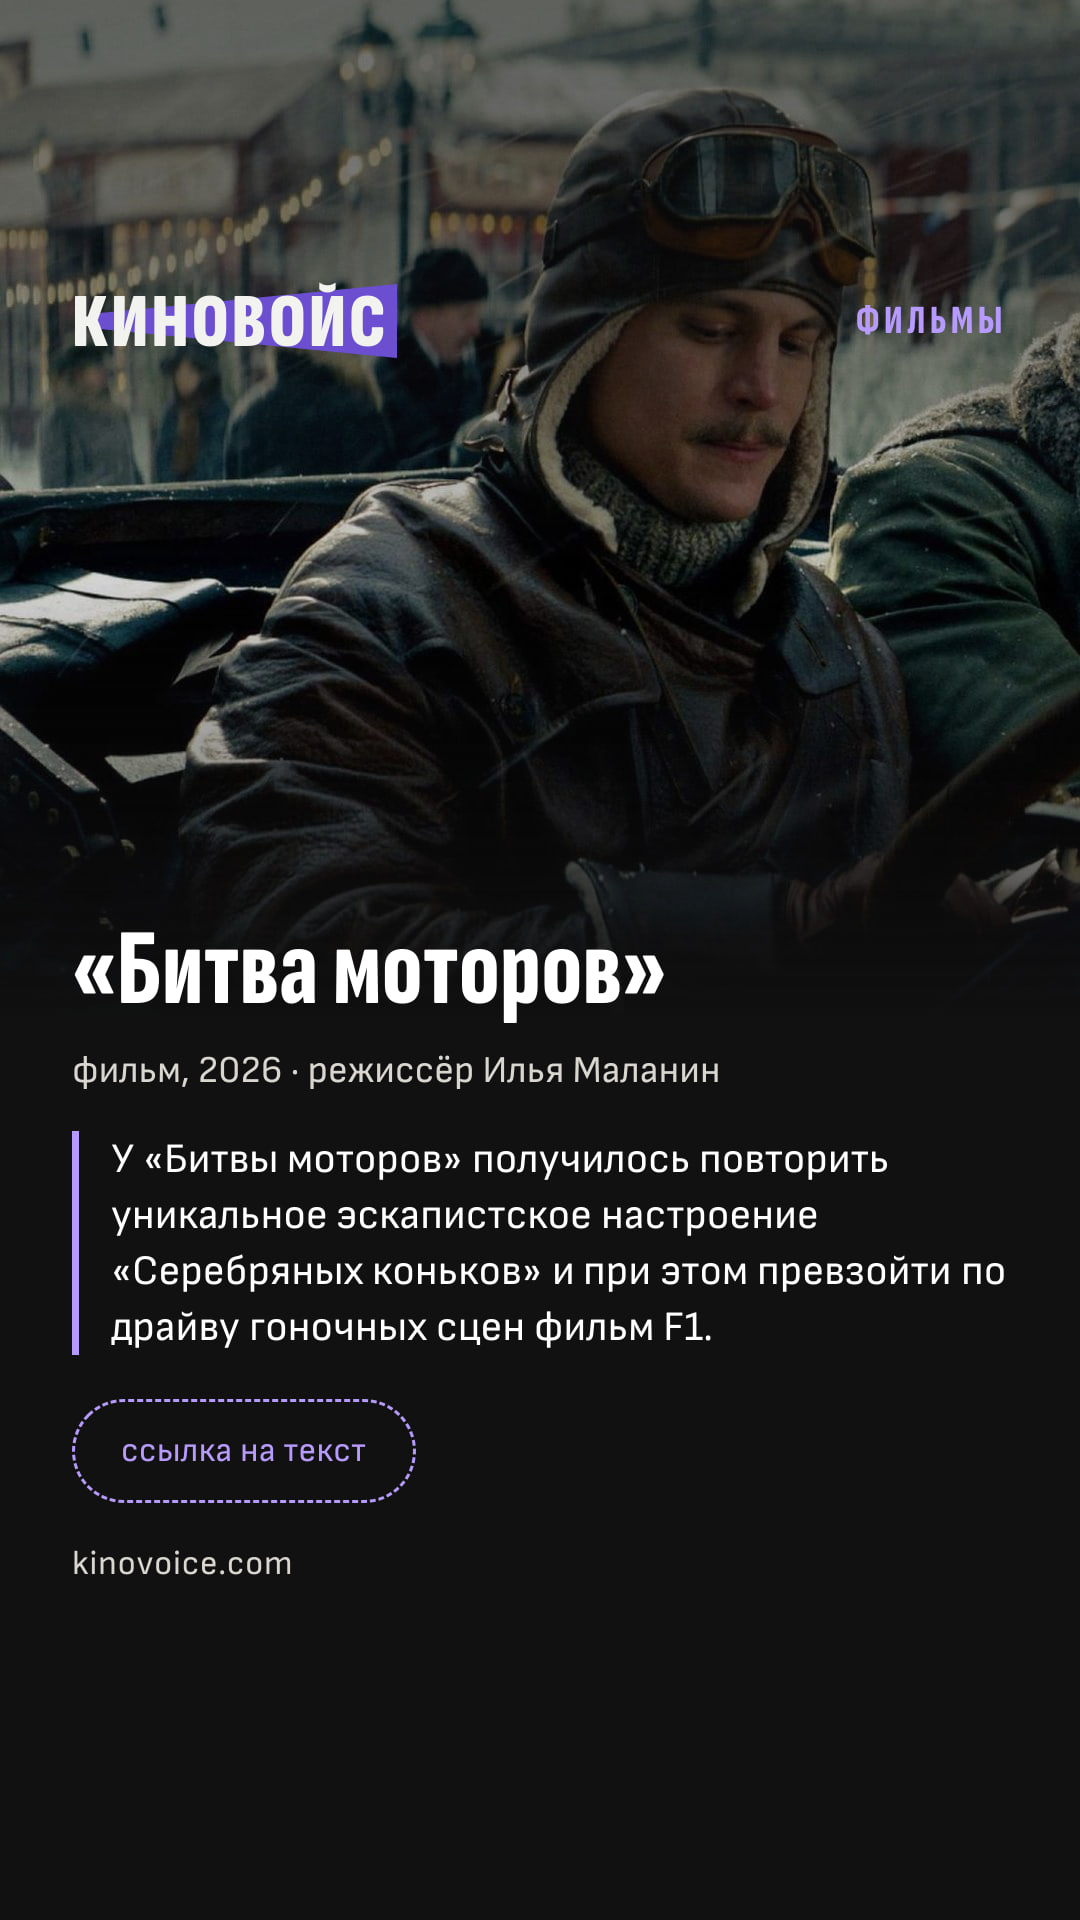 КИНОВОЙС
ФИЛЬМЫ
«Битва моторов»
фильм, 2026 · режиссёр Илья Маланин
У «Битвы моторов» получилось повторить
уникальное эскапистское настроение
«Серебряных коньков» и при этом превзойти по
драйву гоночных сцен фильм F1.
ссылка на текст
kinovoice.com